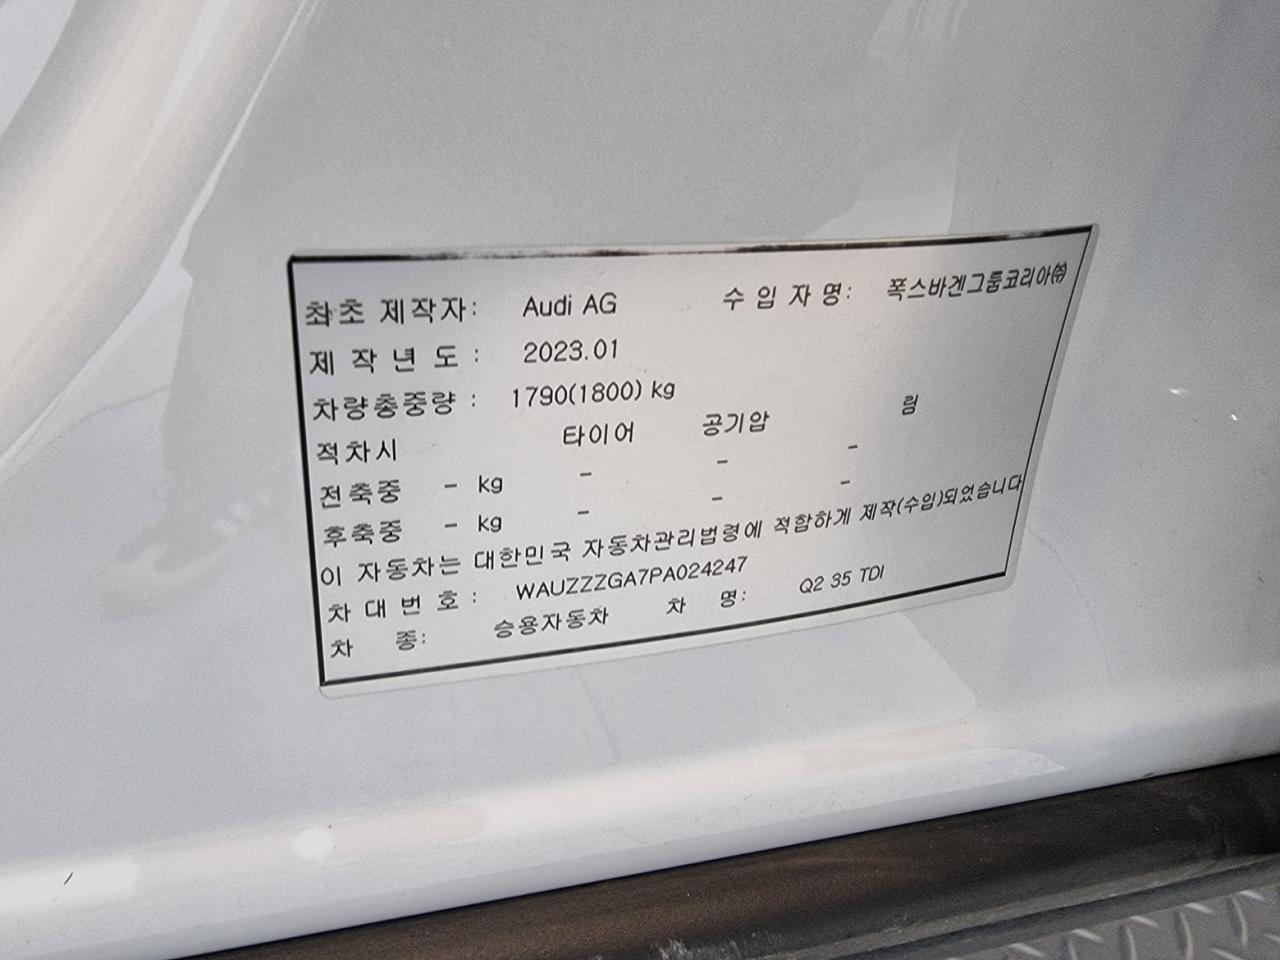 최초 제작자: Audi AG 수 입 자 명: 폭스바겐그룹코리아㈜
제 작 년 도 : 2023.01
차량총중량 : 1790(1800) kg
적차시 타이어 공기압 림
전축중 - kg - - -
후축중 - kg - - -
이 자동차는 대한민국 자동차관리법령에 적합하게 제작(수입)되었습니다
차 대 번 호 : WAUZZZGA7PA024247
차 종: 승용자동차 차 명: Q2 35 TDI